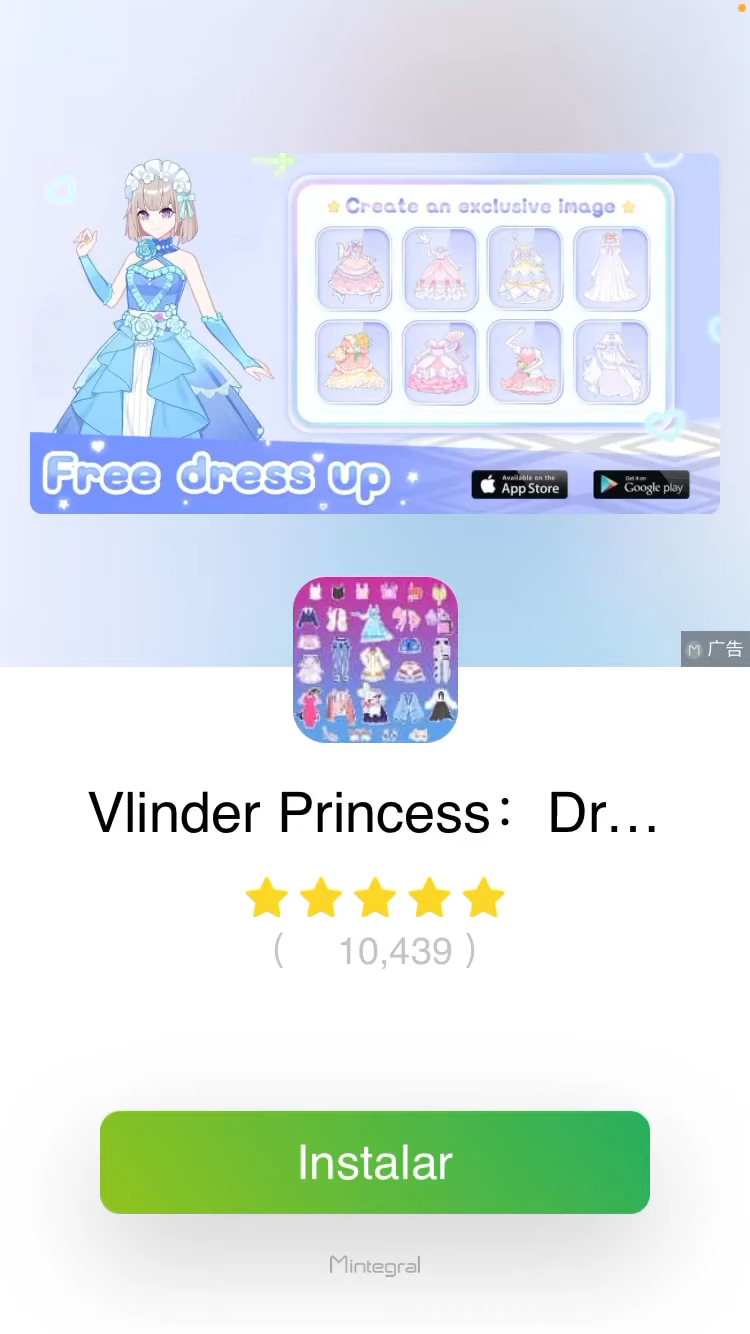 Create an exclusive image
Free dress up
Available on the
App Store
Get it on
Google play
M 广告
Vlinder Princess： Dr...
( 10,439 )
Instalar
Mintegral